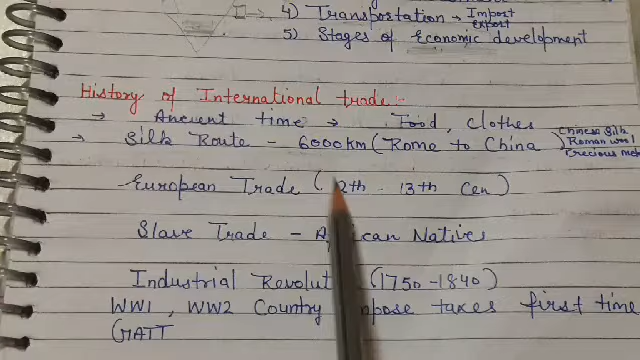 4) Transportation → Import
export
5) Stages of Economic development
History of International trade :-
→ Ancient time → Food, Clothes
→ Silk Route - 6000km (Rome to China) Chinese Silk
Roman wool
Precious
European Trade ( 2th - 13th Cen)
Slave Trade - Natives
Industrial (1750-1840)
WW1, WW2 Country taxes first time
GATT